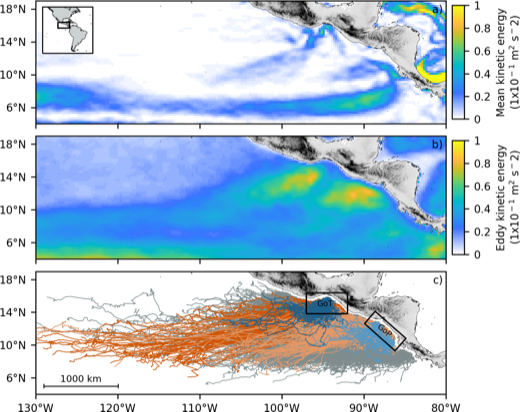 18°N
14°N
10°N
6°N
a)
1
0.8
0.6
0.4
0.2
0
Mean kinetic energy
(1x10⁻¹ m² s−2)
18°N
14°N
10°N
6°N
b)
1
0.8
0.6
0.4
0.2
0
Eddy kinetic energy
(1x10⁻¹ m² s−2)
18°N
14°N
10°N
6°N
c)
GoT
GoP
1000 km
130°W 120°W 110°W 100°W 90°W 80°W